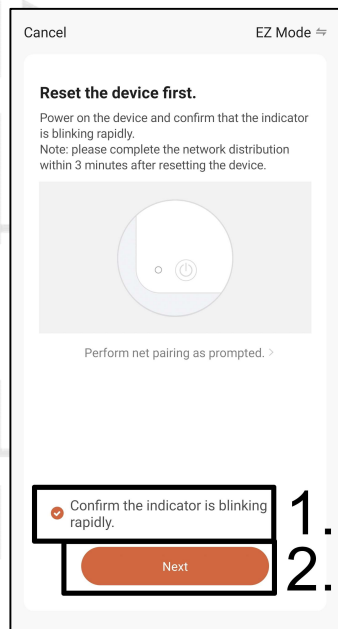 Cancel
EZ Mode ⇋
Reset the device first.
Power on the device and confirm that the indicator
is blinking rapidly.
Note: please complete the network distribution
within 3 minutes after resetting the device.
Perform net pairing as prompted. >
Confirm the indicator is blinking
rapidly.
1.
Next
2.